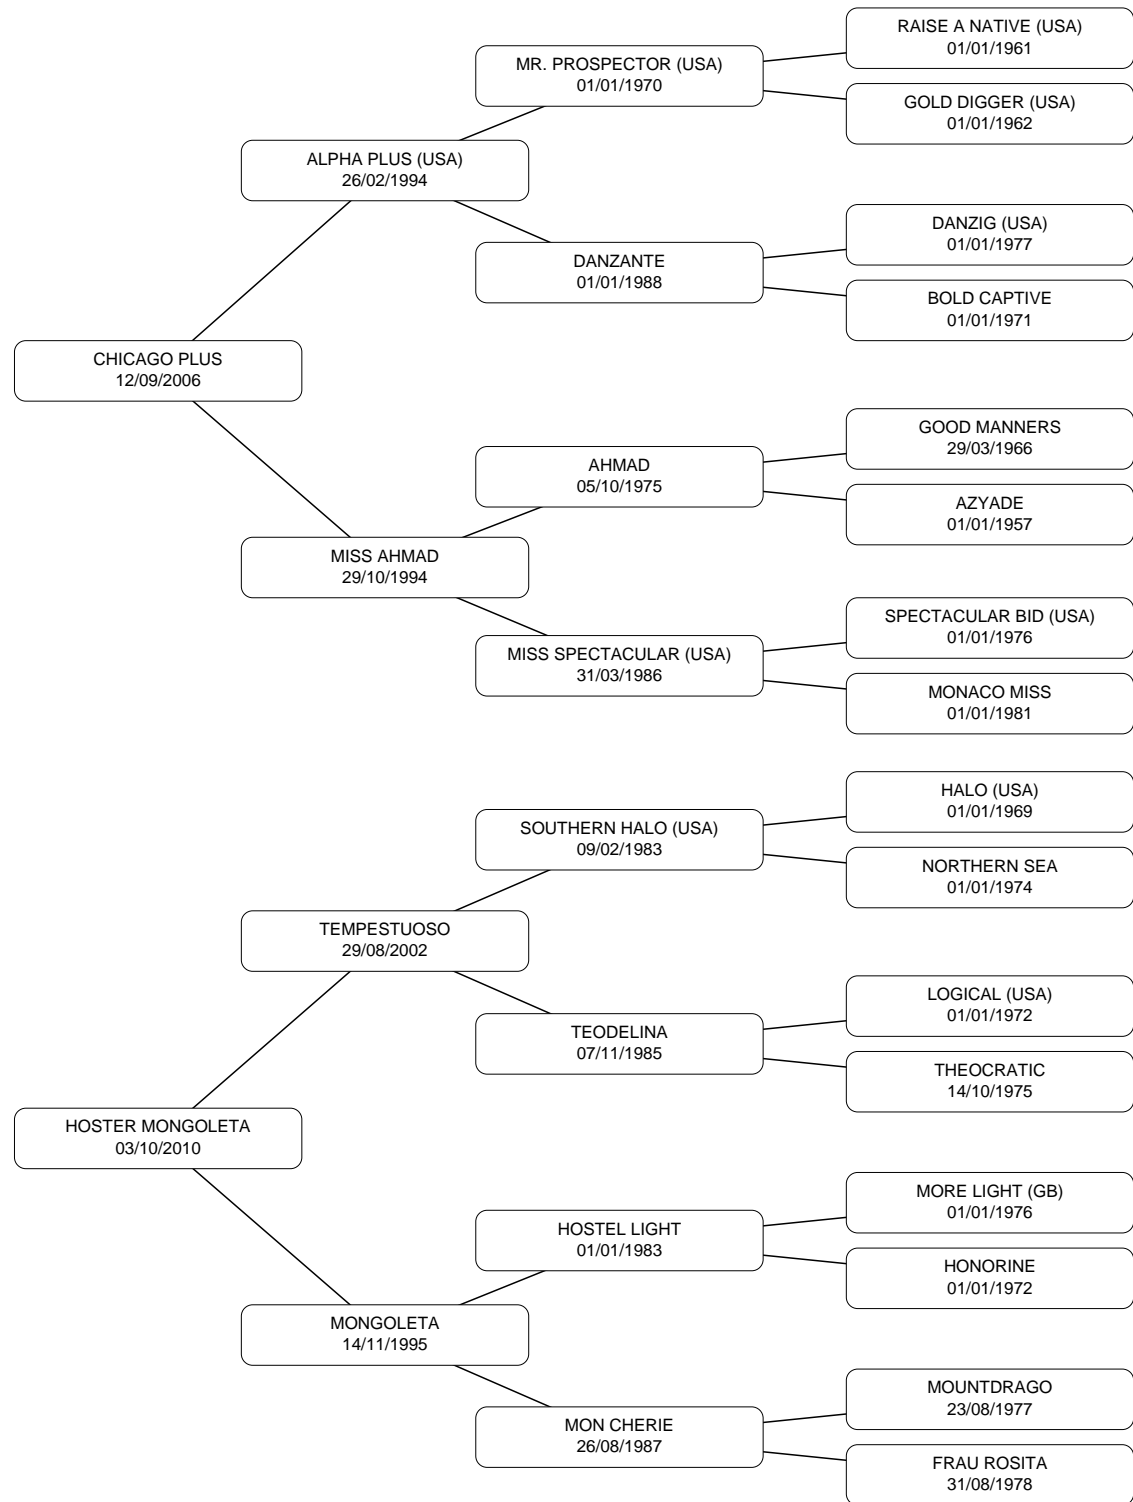 RAISE A NATIVE (USA)
01/01/1961
MR. PROSPECTOR (USA)
01/01/1970
GOLD DIGGER (USA)
01/01/1962
ALPHA PLUS (USA)
26/02/1994
DANZIG (USA)
01/01/1977
DANZANTE
01/01/1988
BOLD CAPTIVE
01/01/1971
CHICAGO PLUS
12/09/2006
GOOD MANNERS
29/03/1966
AHMAD
05/10/1975
AZYADE
01/01/1957
MISS AHMAD
29/10/1994
SPECTACULAR BID (USA)
01/01/1976
MISS SPECTACULAR (USA)
31/03/1986
MONACO MISS
01/01/1981
HALO (USA)
01/01/1969
SOUTHERN HALO (USA)
09/02/1983
NORTHERN SEA
01/01/1974
TEMPESTUOSO
29/08/2002
LOGICAL (USA)
01/01/1972
TEODELINA
07/11/1985
THEOCRATIC
14/10/1975
HOSTER MONGOLETA
03/10/2010
MORE LIGHT (GB)
01/01/1976
HOSTEL LIGHT
01/01/1983
HONORINE
01/01/1972
MONGOLETA
14/11/1995
MOUNTDRAGO
23/08/1977
MON CHERIE
26/08/1987
FRAU ROSITA
31/08/1978